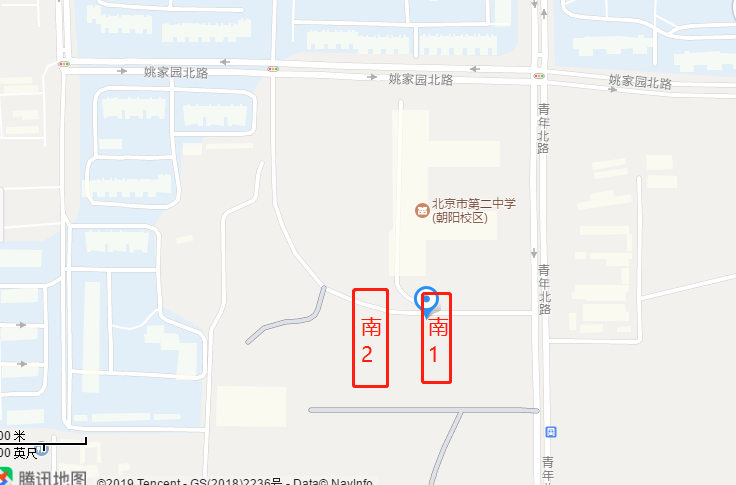 姚家园北路
姚家园北路
姚家园北路
青年北路
北京市第二中学
(朝阳校区)
青年北路
南1
南2
00 米
00 英尺
青年北路
腾讯地图
©2019 Tencent - GS(2018)2236号 - Data© NavInfo